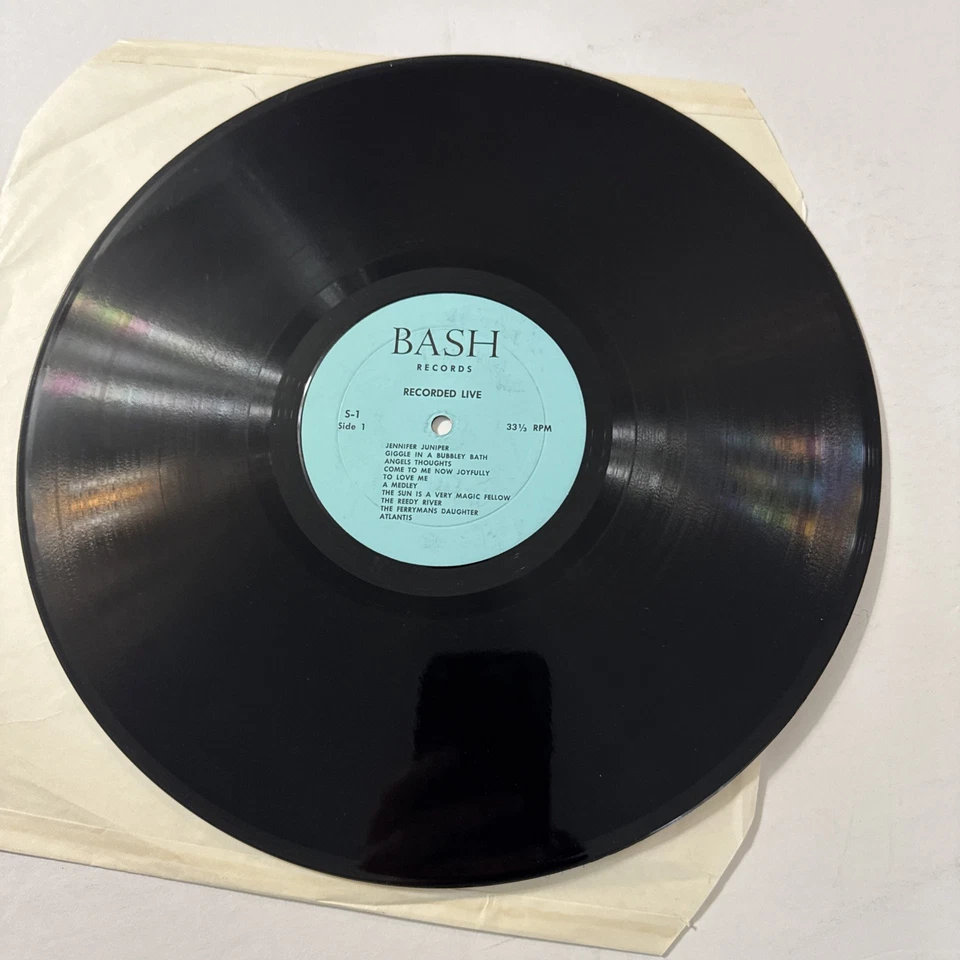 BASH
RECORDS
RECORDED LIVE
S-1
Side 1 33⅓ RPM
JENNIFER JUNIPER
GIGGLE IN A BUBBLEY BATH
ANGELS THOUGHTS
COME TO ME NOW JOYFULLY
TO LOVE ME
A MEDLEY
THE SUN IS A VERY MAGIC FELLOW
THE REEDY RIVER
THE FERRYMANS DAUGHTER
ATLANTIS